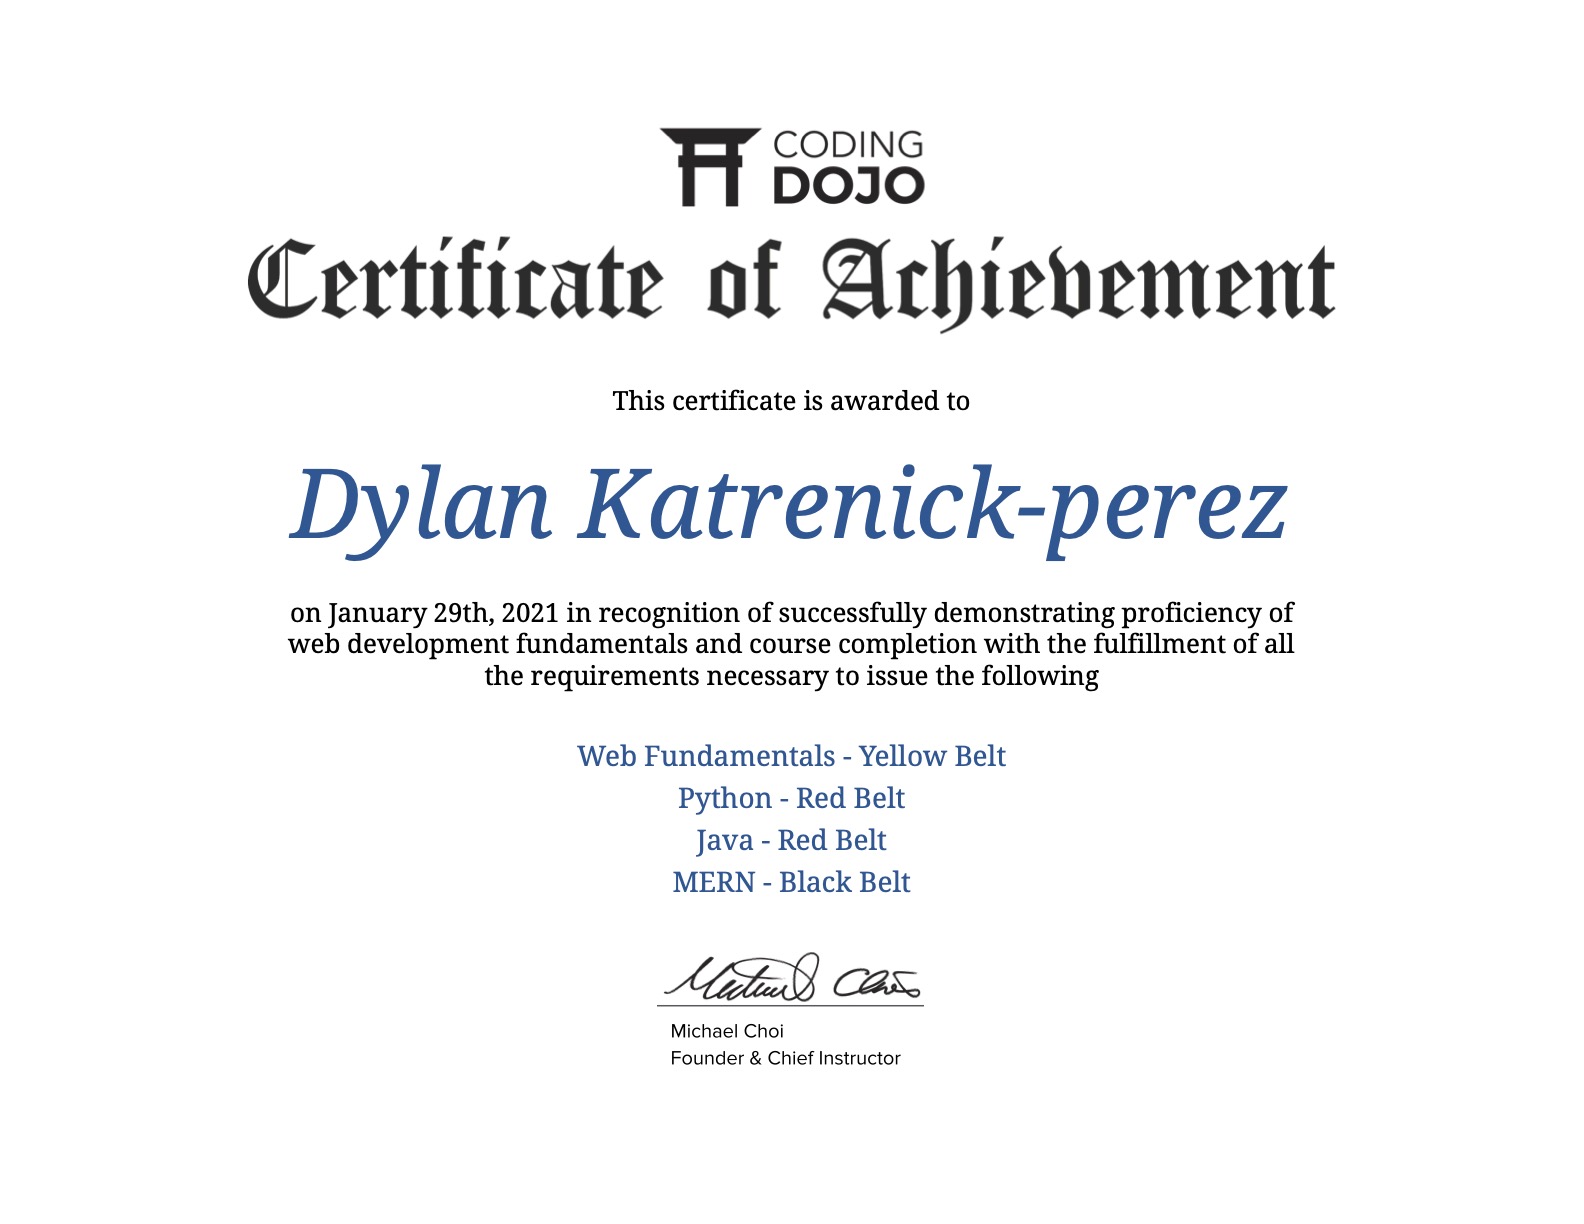 CODING
DOJO
Certificate of Achievement
This certificate is awarded to
Dylan Katrenick-perez
on January 29th, 2021 in recognition of successfully demonstrating proficiency of
web development fundamentals and course completion with the fulfillment of all
the requirements necessary to issue the following
Web Fundamentals - Yellow Belt
Python - Red Belt
Java - Red Belt
MERN - Black Belt
Michael Choi
Michael Choi
Founder & Chief Instructor